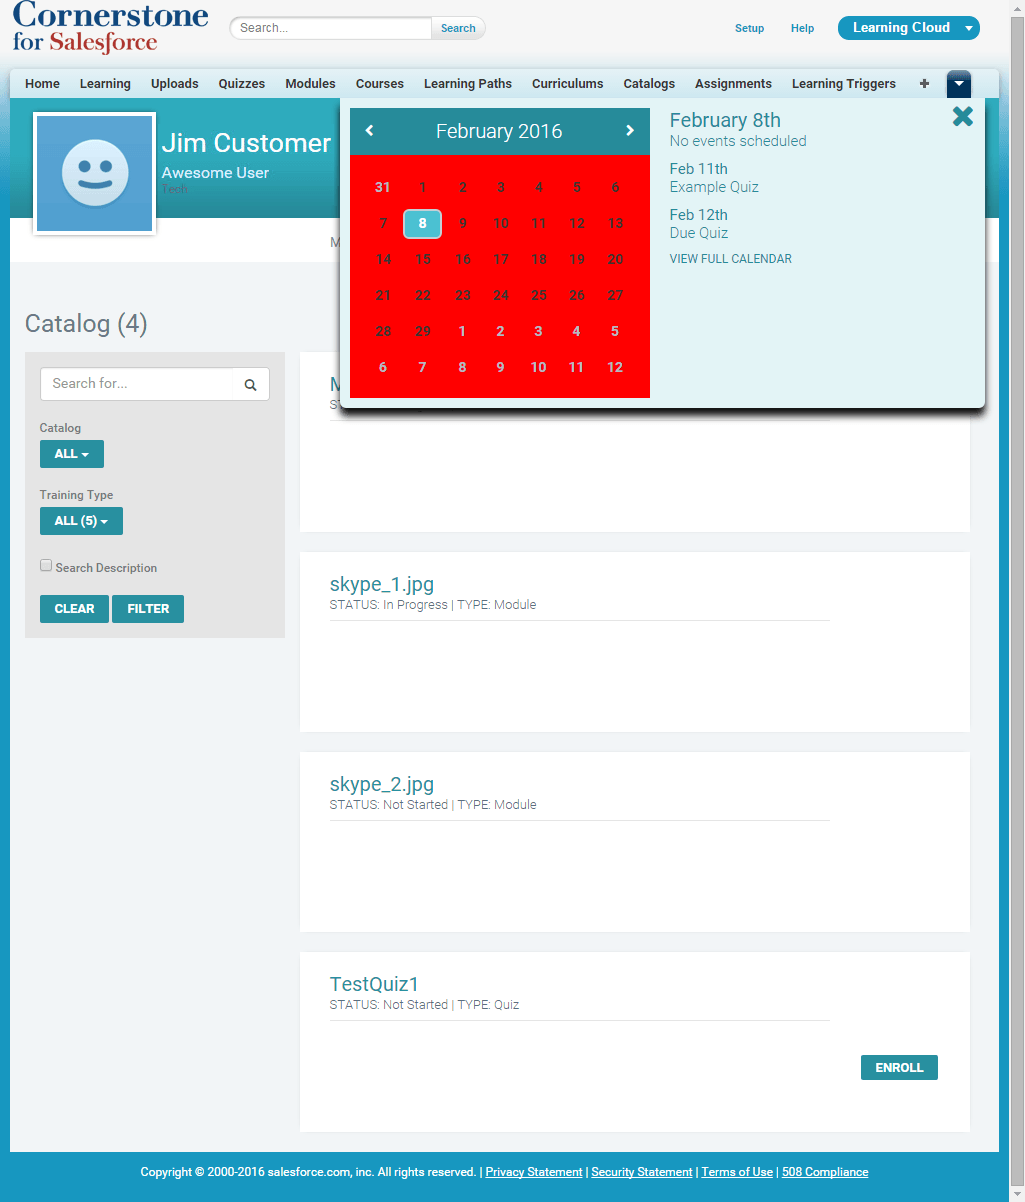 Cornerstone
for Salesforce
Search...
Search
Setup
Help
Learning Cloud
Home Learning Uploads Quizzes Modules Courses Learning Paths Curriculums Catalogs Assignments Learning Triggers +
Jim Customer
Awesome User
Tech
M
February 2016
31 1 2 3 4 5 6
7 8 9 10 11 12 13
14 15 16 17 18 19 20
21 22 23 24 25 26 27
28 29 1 2 3 4 5
6 7 8 9 10 11 12
February 8th
No events scheduled
Feb 11th
Example Quiz
Feb 12th
Due Quiz
VIEW FULL CALENDAR
Catalog (4)
Search for...
Catalog
ALL
Training Type
ALL (5)
Search Description
CLEAR FILTER
skype_1.jpg
STATUS: In Progress | TYPE: Module
skype_2.jpg
STATUS: Not Started | TYPE: Module
TestQuiz1
STATUS: Not Started | TYPE: Quiz
ENROLL
Copyright © 2000-2016 salesforce.com, inc. All rights reserved. | Privacy Statement | Security Statement | Terms of Use | 508 Compliance